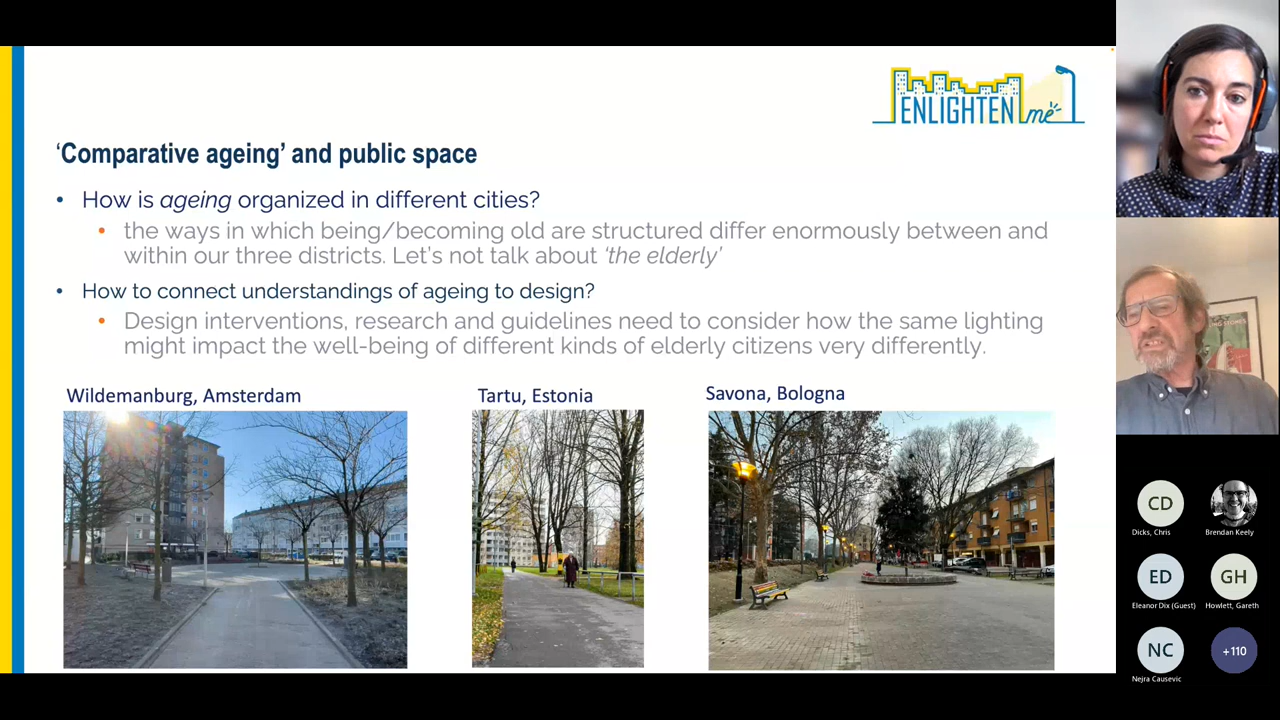 ENLIGHTENme
‘Comparative ageing’ and public space
• How is ageing organized in different cities?
• the ways in which being/becoming old are structured differ enormously between and
within our three districts. Let’s not talk about ‘the elderly’
• How to connect understandings of ageing to design?
• Design interventions, research and guidelines need to consider how the same lighting
might impact the well-being of different kinds of elderly citizens very differently.
Wildemanburg, Amsterdam
Tartu, Estonia
Savona, Bologna
CD
Dicks, Chris
Brendan Keely
ED
Eleanor Dix (Guest)
GH
Howlett, Gareth
NC
Nejra Causevic
+110